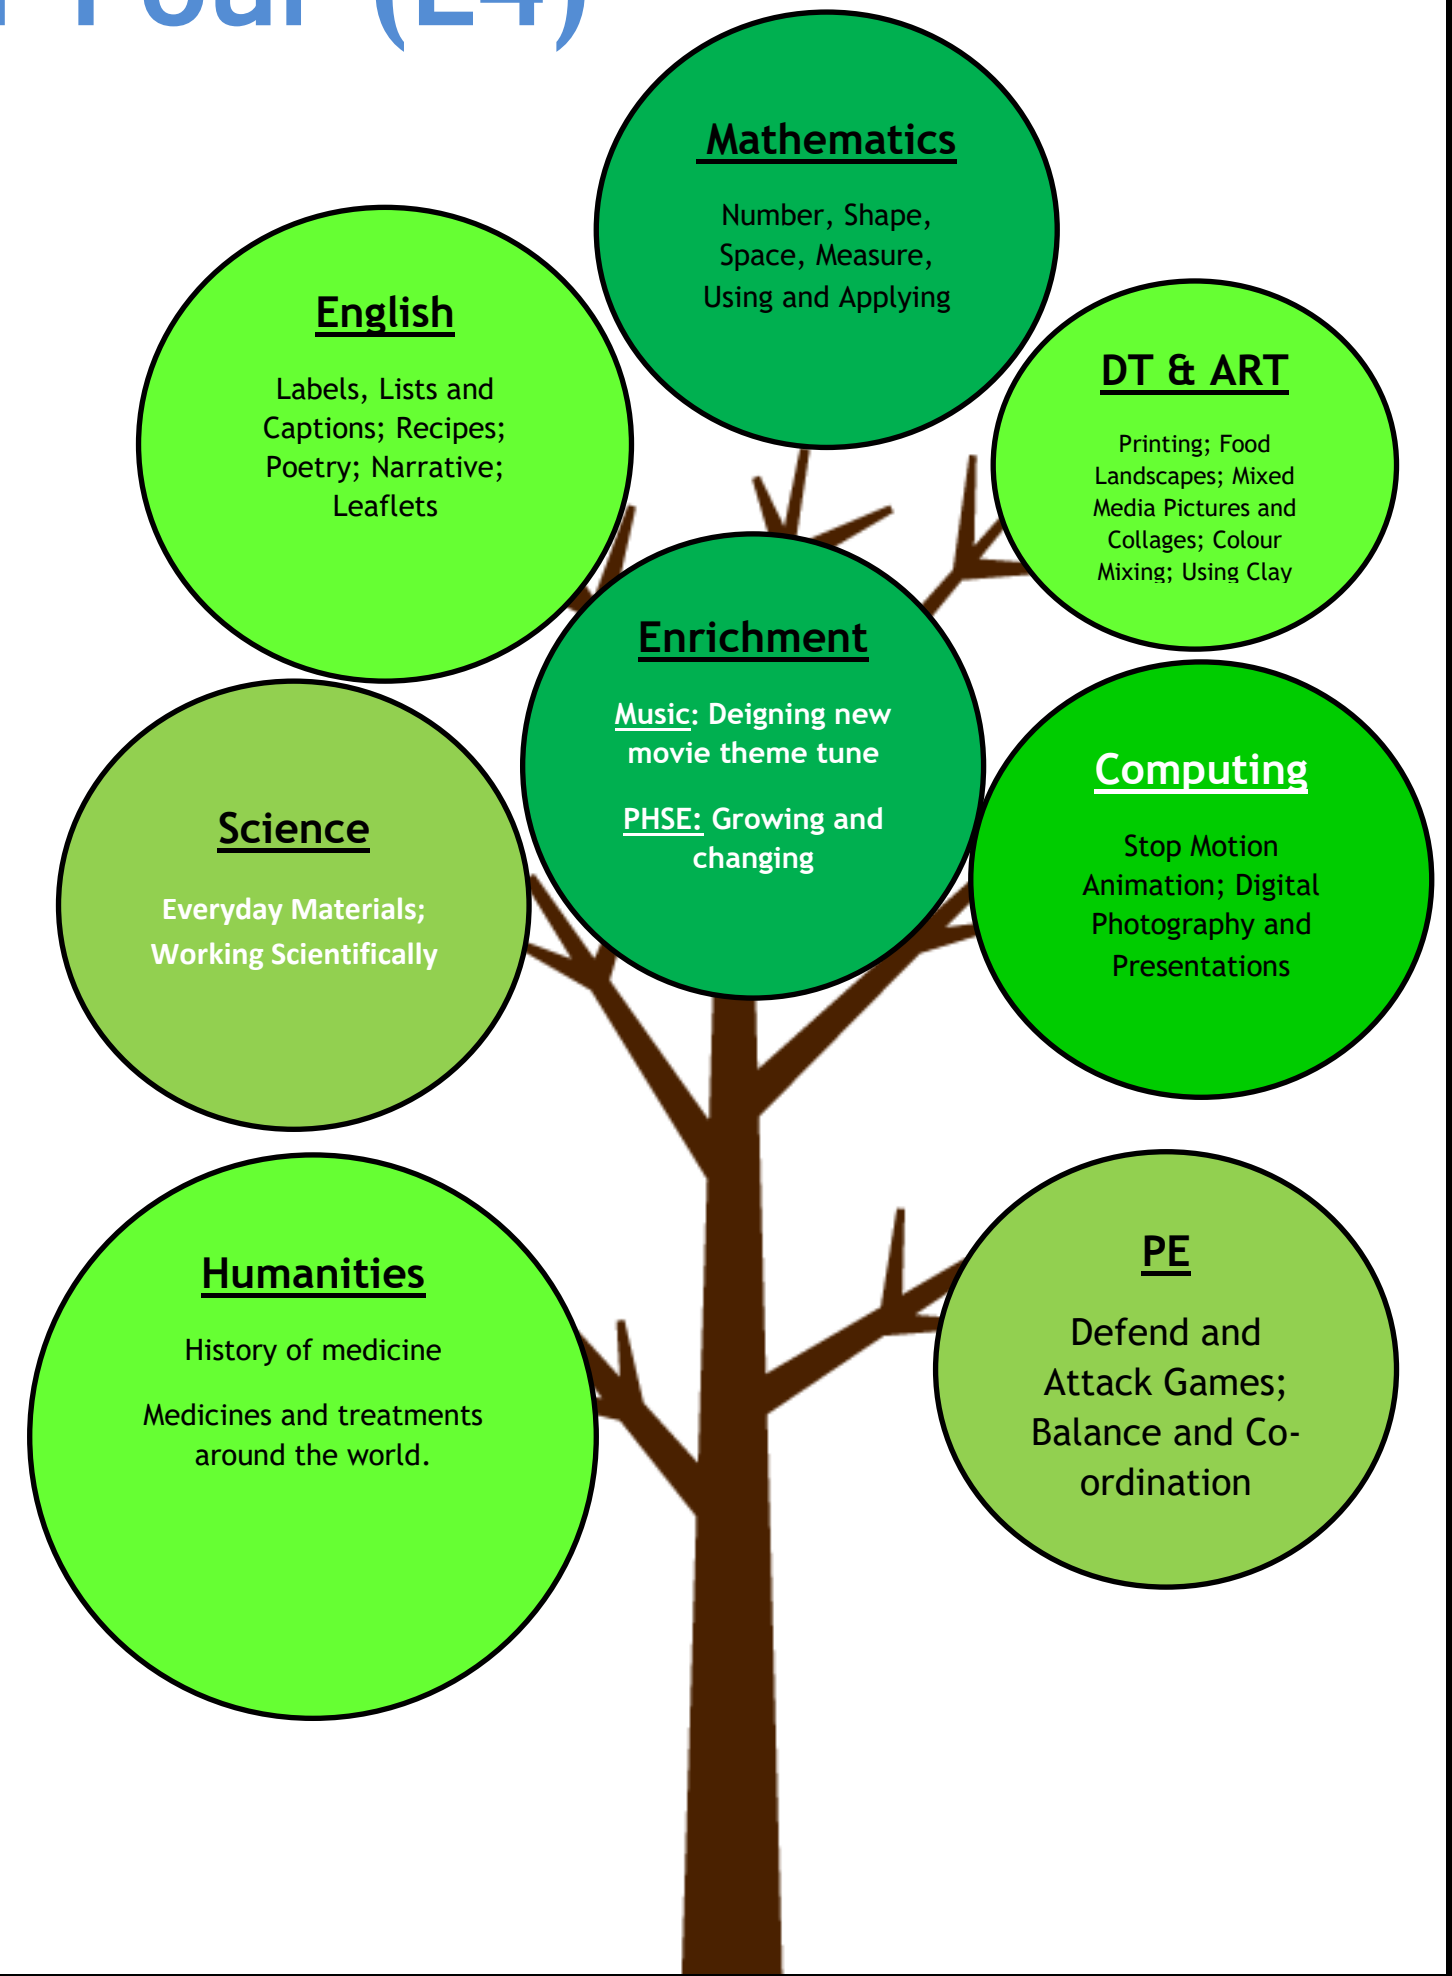 Four (E4)
Mathematics
Number, Shape,
Space, Measure,
Using and Applying
English
Labels, Lists and
Captions; Recipes;
Poetry; Narrative;
Leaflets
DT & ART
Printing; Food
Landscapes; Mixed
Media Pictures and
Collages; Colour
Mixing; Using Clay
Enrichment
Music: Deigning new
movie theme tune
PHSE: Growing and
changing
Computing
Stop Motion
Animation; Digital
Photography and
Presentations
Science
Everyday Materials;
Working Scientifically
Humanities
History of medicine
Medicines and treatments
around the world.
PE
Defend and
Attack Games;
Balance and Co-
ordination